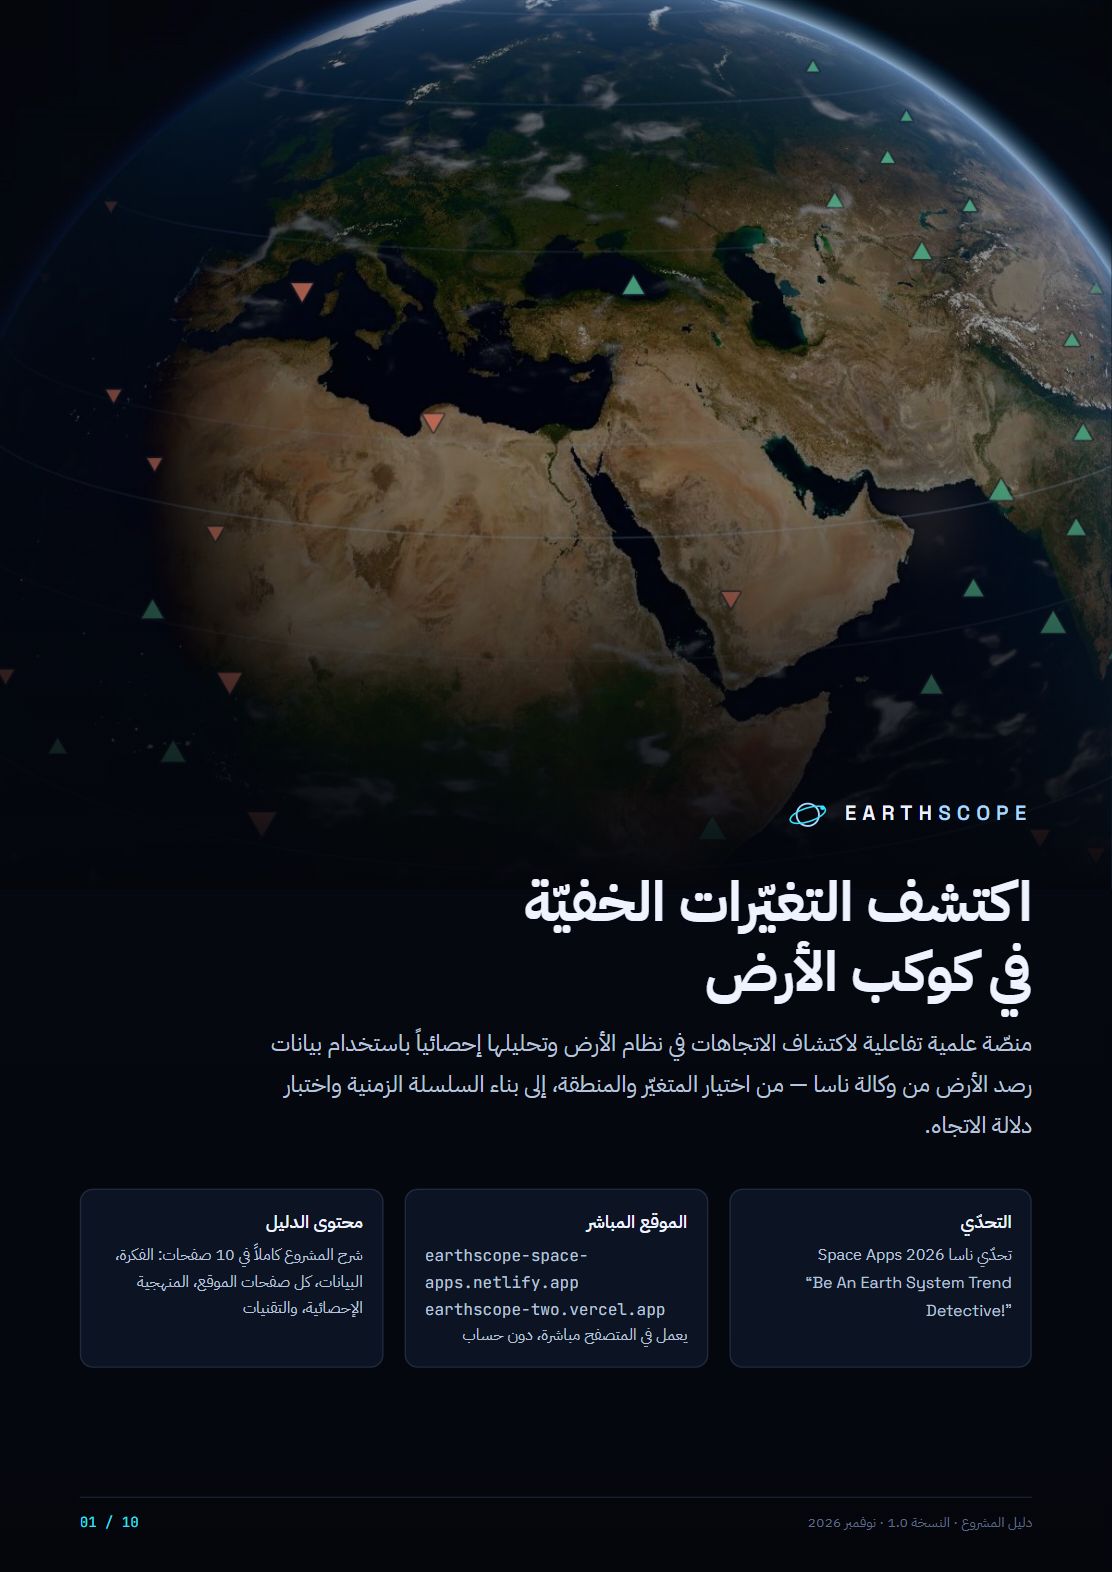 EARTHSCOPE
اكتشف التغيّرات الخفيّة
في كوكب الأرض
منصّة علمية تفاعلية لاكتشاف الاتجاهات في نظام الأرض وتحليلها إحصائياً باستخدام بيانات
رصد الأرض من وكالة ناسا — من اختيار المتغيّر والمنطقة، إلى بناء السلسلة الزمنية واختبار
دلالة الاتجاه.
التحدّي
تحدّي ناسا Space Apps 2026
“Be An Earth System Trend
Detective!”
الموقع المباشر
earthscope-space-
apps.netlify.app
earthscope-two.vercel.app
يعمل في المتصفح مباشرة، دون حساب
محتوى الدليل
شرح المشروع كاملاً في 10 صفحات: الفكرة،
البيانات، كل صفحات الموقع، المنهجية
الإحصائية، والتقنيات
دليل المشروع · النسخة 1.0 · نوفمبر 2026
01 / 10